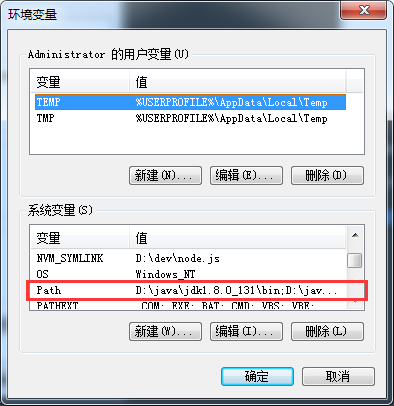 环境变量
Administrator 的用户变量(U)
变量 值
TEMP %USERPROFILE%\AppData\Local\Temp
TMP %USERPROFILE%\AppData\Local\Temp
新建(N)... 编辑(E)... 删除(D)
系统变量(S)
变量 值
NVM_SYMLINK D:\dev\node.js
OS Windows_NT
Path D:\java\jdk1.8.0_131\bin;D:\jav...
PATHEXT .COM;.EXE;.BAT;.CMD;.VBS;.VBE;
新建(W)... 编辑(I)... 删除(L)
确定 取消